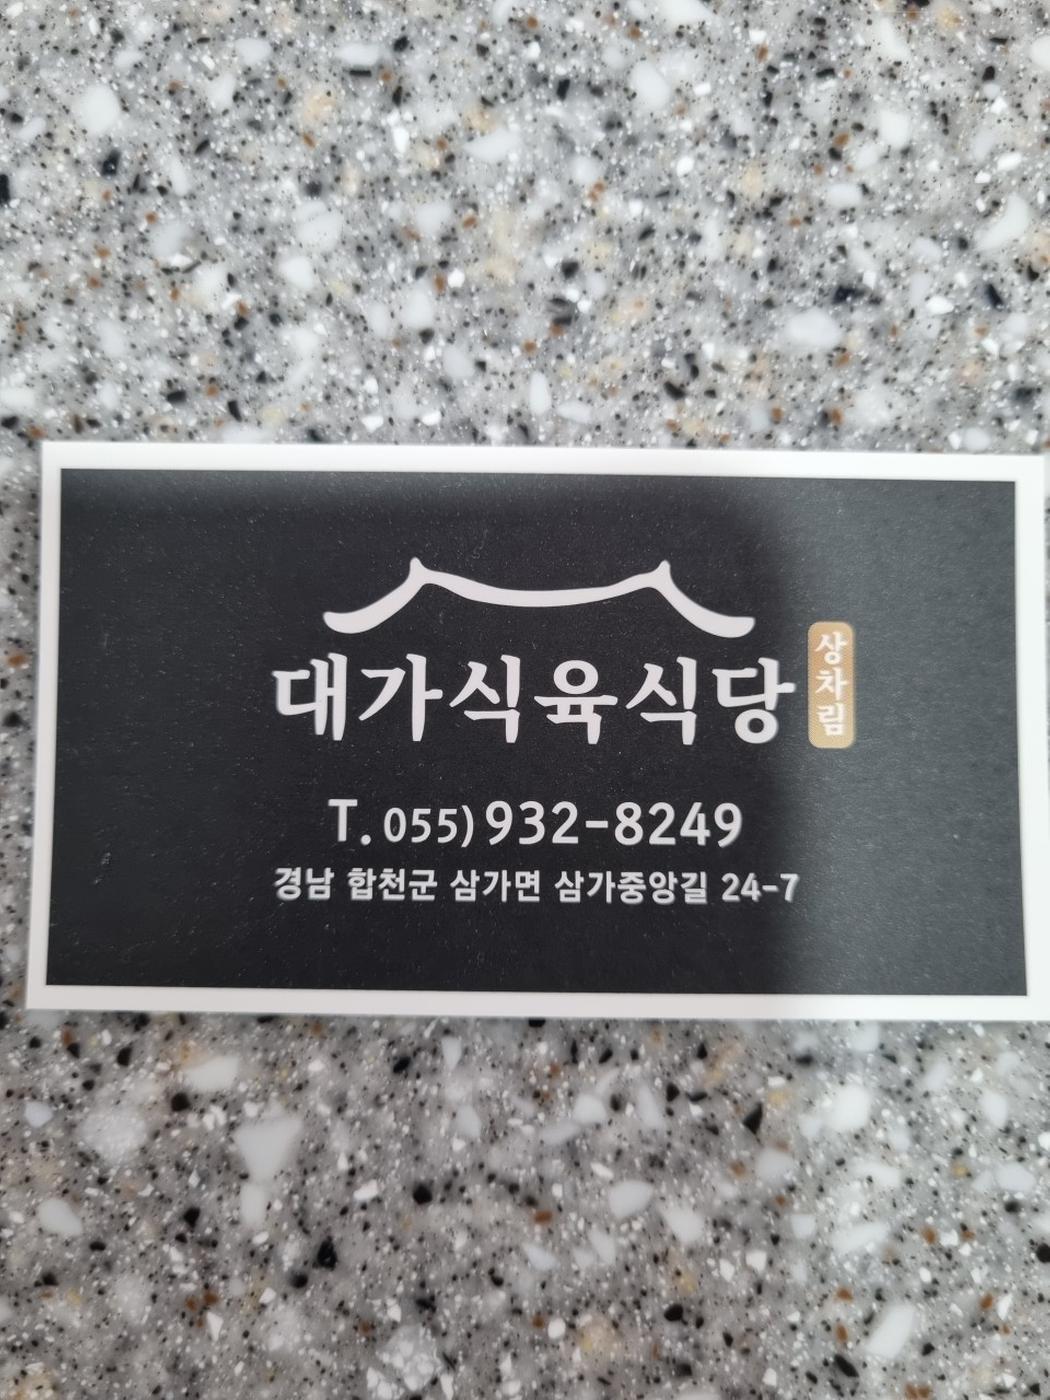 대가식육식당
상차림
T. 055)932-8249
경남 합천군 삼가면 삼가중앙길 24-7